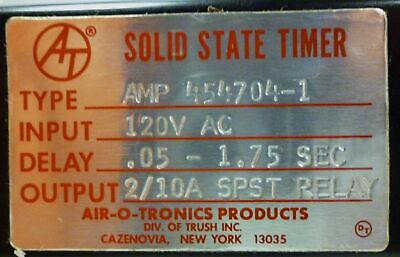 AT
SOLID STATE TIMER
TYPE AMP 454704-1
INPUT 120V AC
DELAY .05 - 1.75 SEC
OUTPUT 2/10A SPST RELAY
AIR-O-TRONICS PRODUCTS
DIV. OF TRUSH INC.
CAZENOVIA, NEW YORK 13035
DT